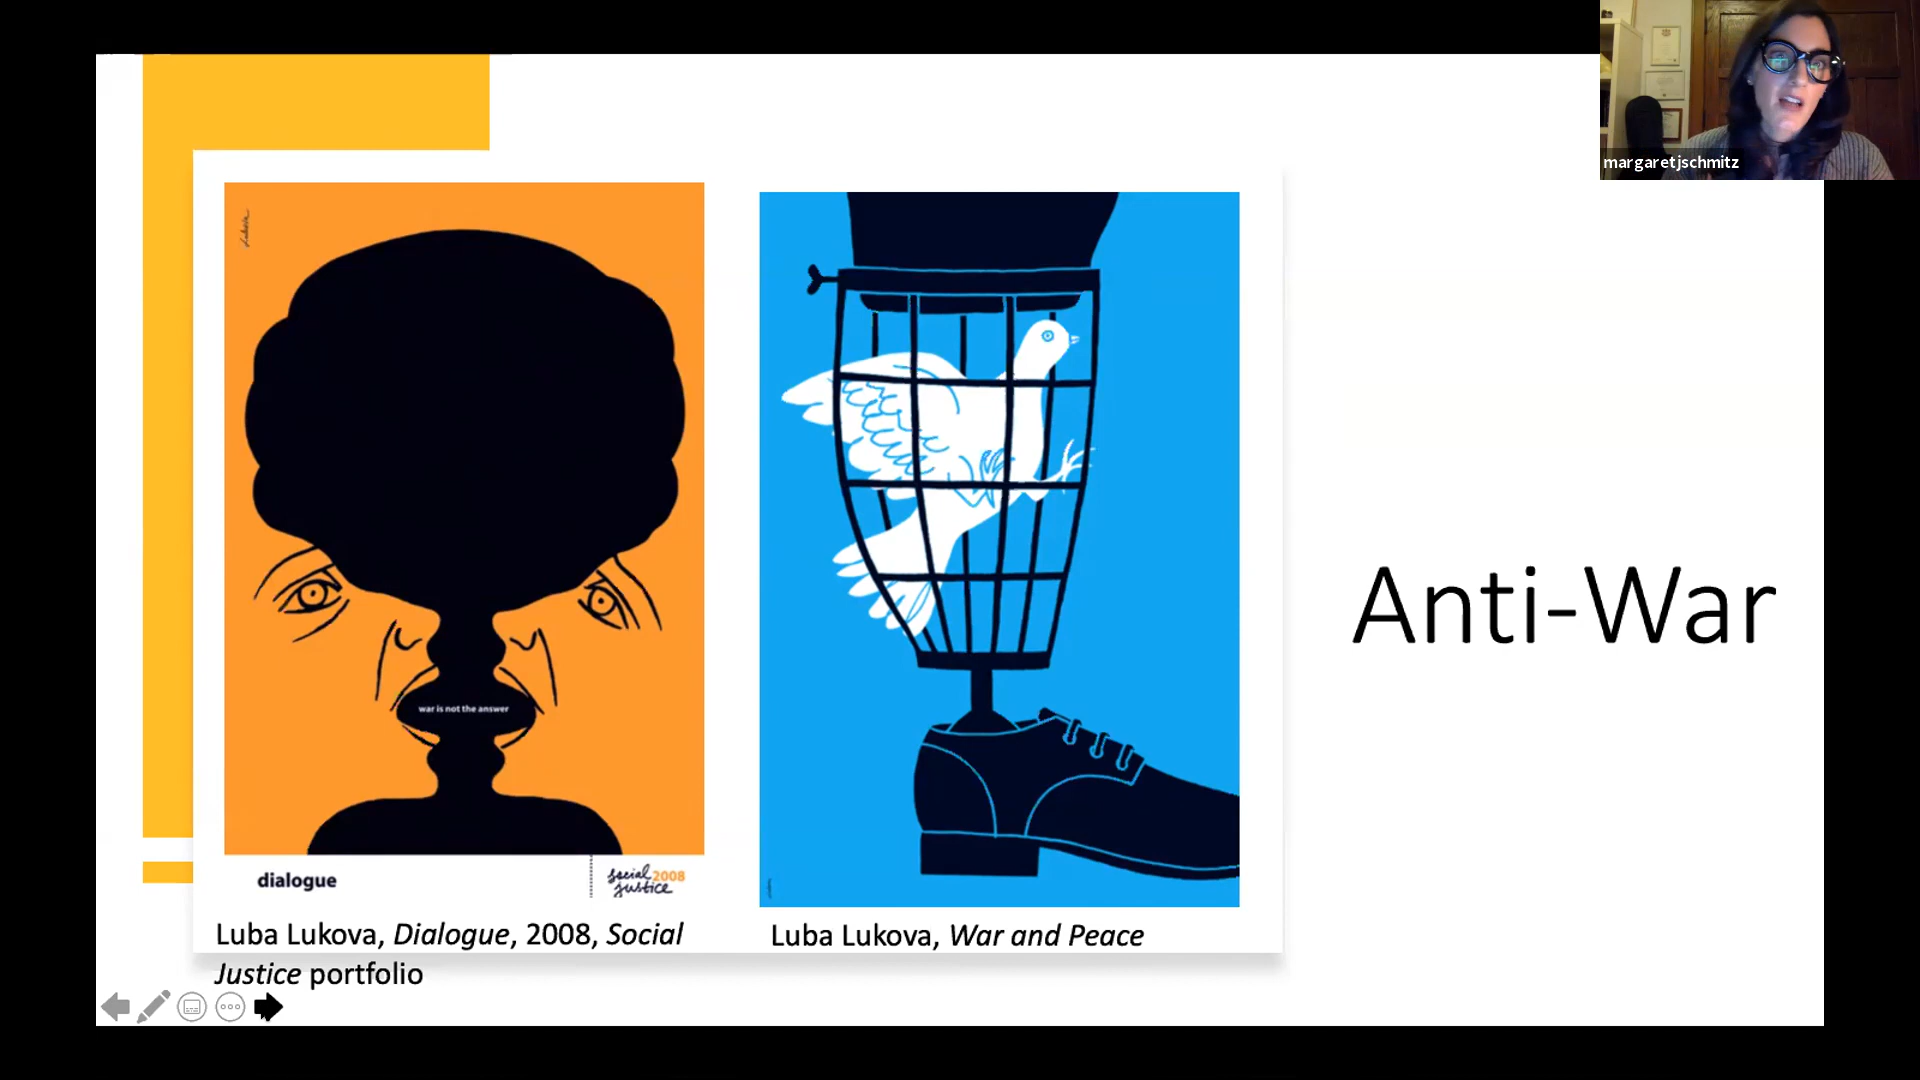 margaretjschmitz
Lukova
war is not the answer
dialogue
social 2008
justice
Anti-War
Luba Lukova, Dialogue, 2008, Social
Justice portfolio
Luba Lukova, War and Peace